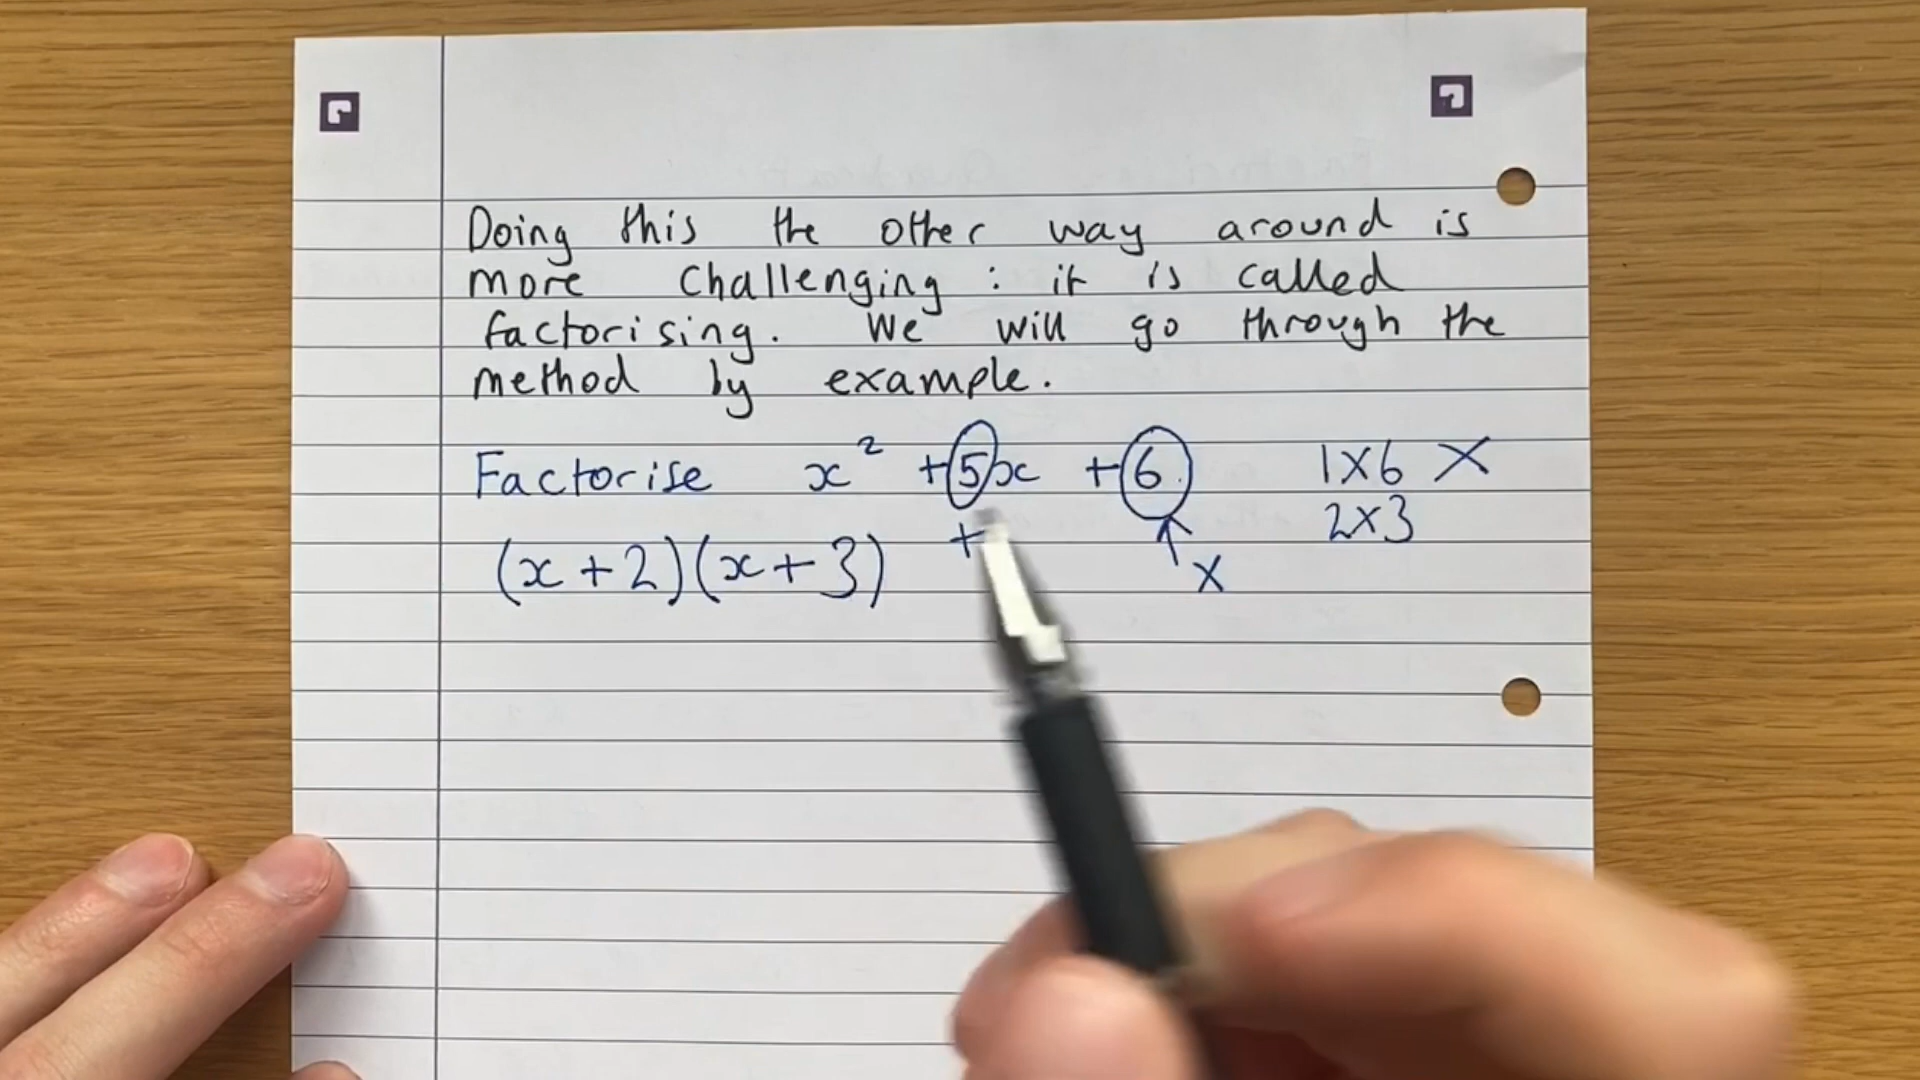 Doing this the other way around is
more challenging : it is called
factorising. We will go through the
method by example.
Factorise x² +5x +6 1x6 X
2x3
(x+2)(x+3) + x